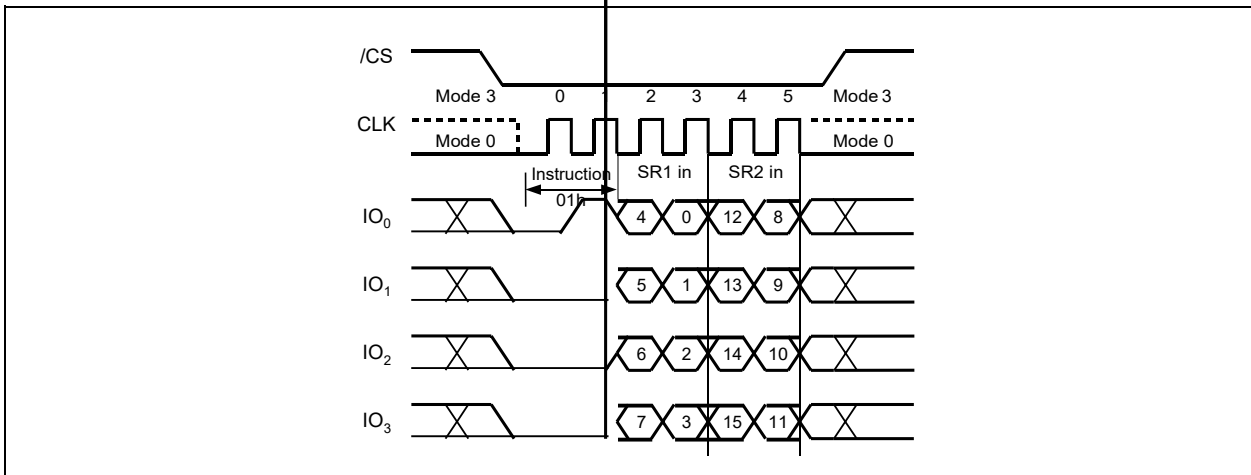 /CS
Mode 3 0 1 2 3 4 5 Mode 3
CLK
Mode 0 Mode 0
Instruction SR1 in SR2 in
01h
IO0 4 0 12 8
IO1 5 1 13 9
IO2 6 2 14 10
IO3 7 3 15 11